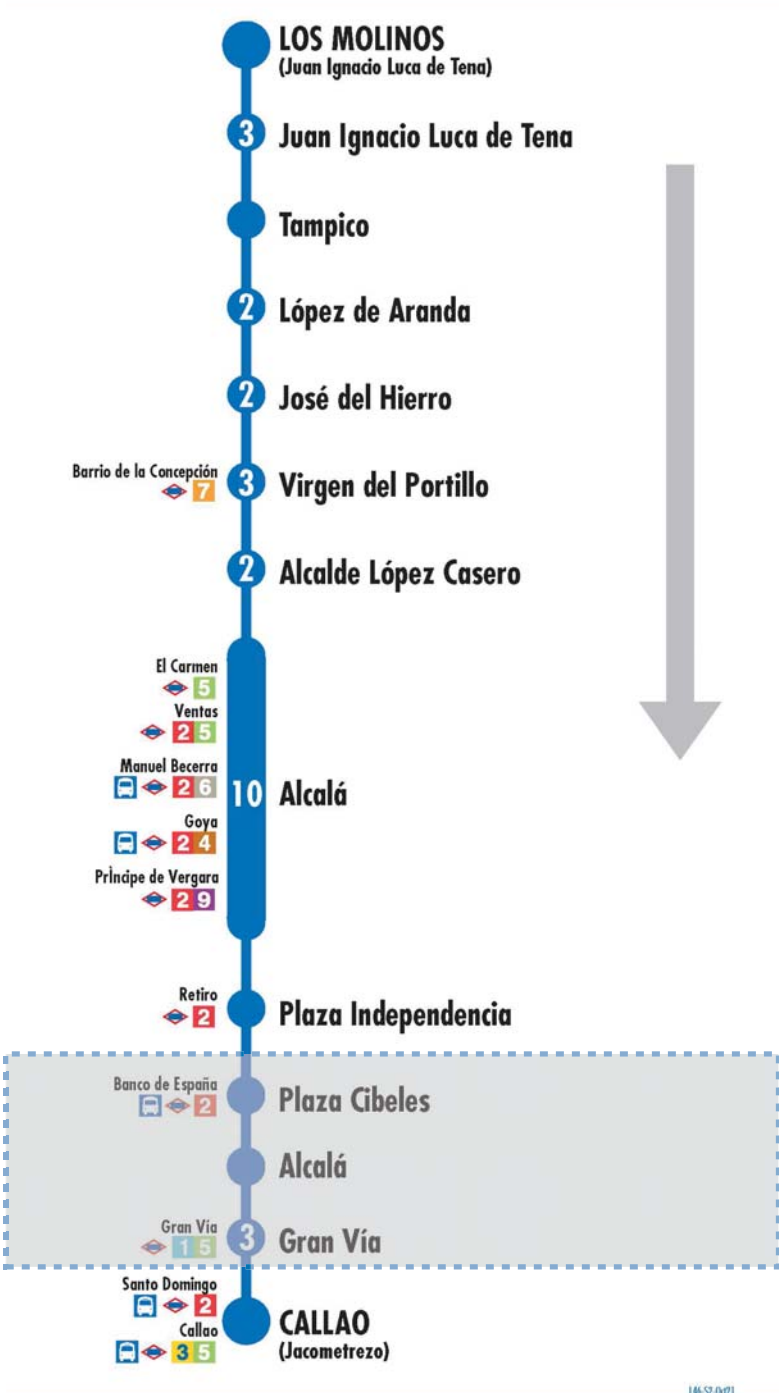 LOS MOLINOS
(Juan Ignacio Luca de Tena)
3 Juan Ignacio Luca de Tena
Tampico
2 López de Aranda
2 José del Hierro
Barrio de la Concepción
7
3 Virgen del Portillo
2 Alcalde López Casero
El Carmen
5
Ventas
2 5
Manuel Becerra
2 6
Goya
2 4
Prìncipe de Vergara
2 9
10 Alcalá
Retiro
2
Plaza Independencia
Banco de España
2
Plaza Cibeles
Alcalá
Gran Vía
1 5
3 Gran Vía
Santo Domingo
2
Callao
3 5
CALLAO
(Jacometrezo)